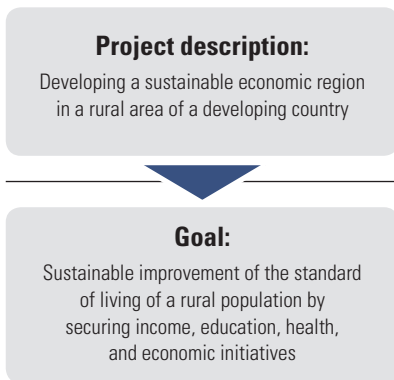 Project description:
Developing a sustainable economic region
in a rural area of a developing country
Goal:
Sustainable improvement of the standard
of living of a rural population by
securing income, education, health,
and economic initiatives